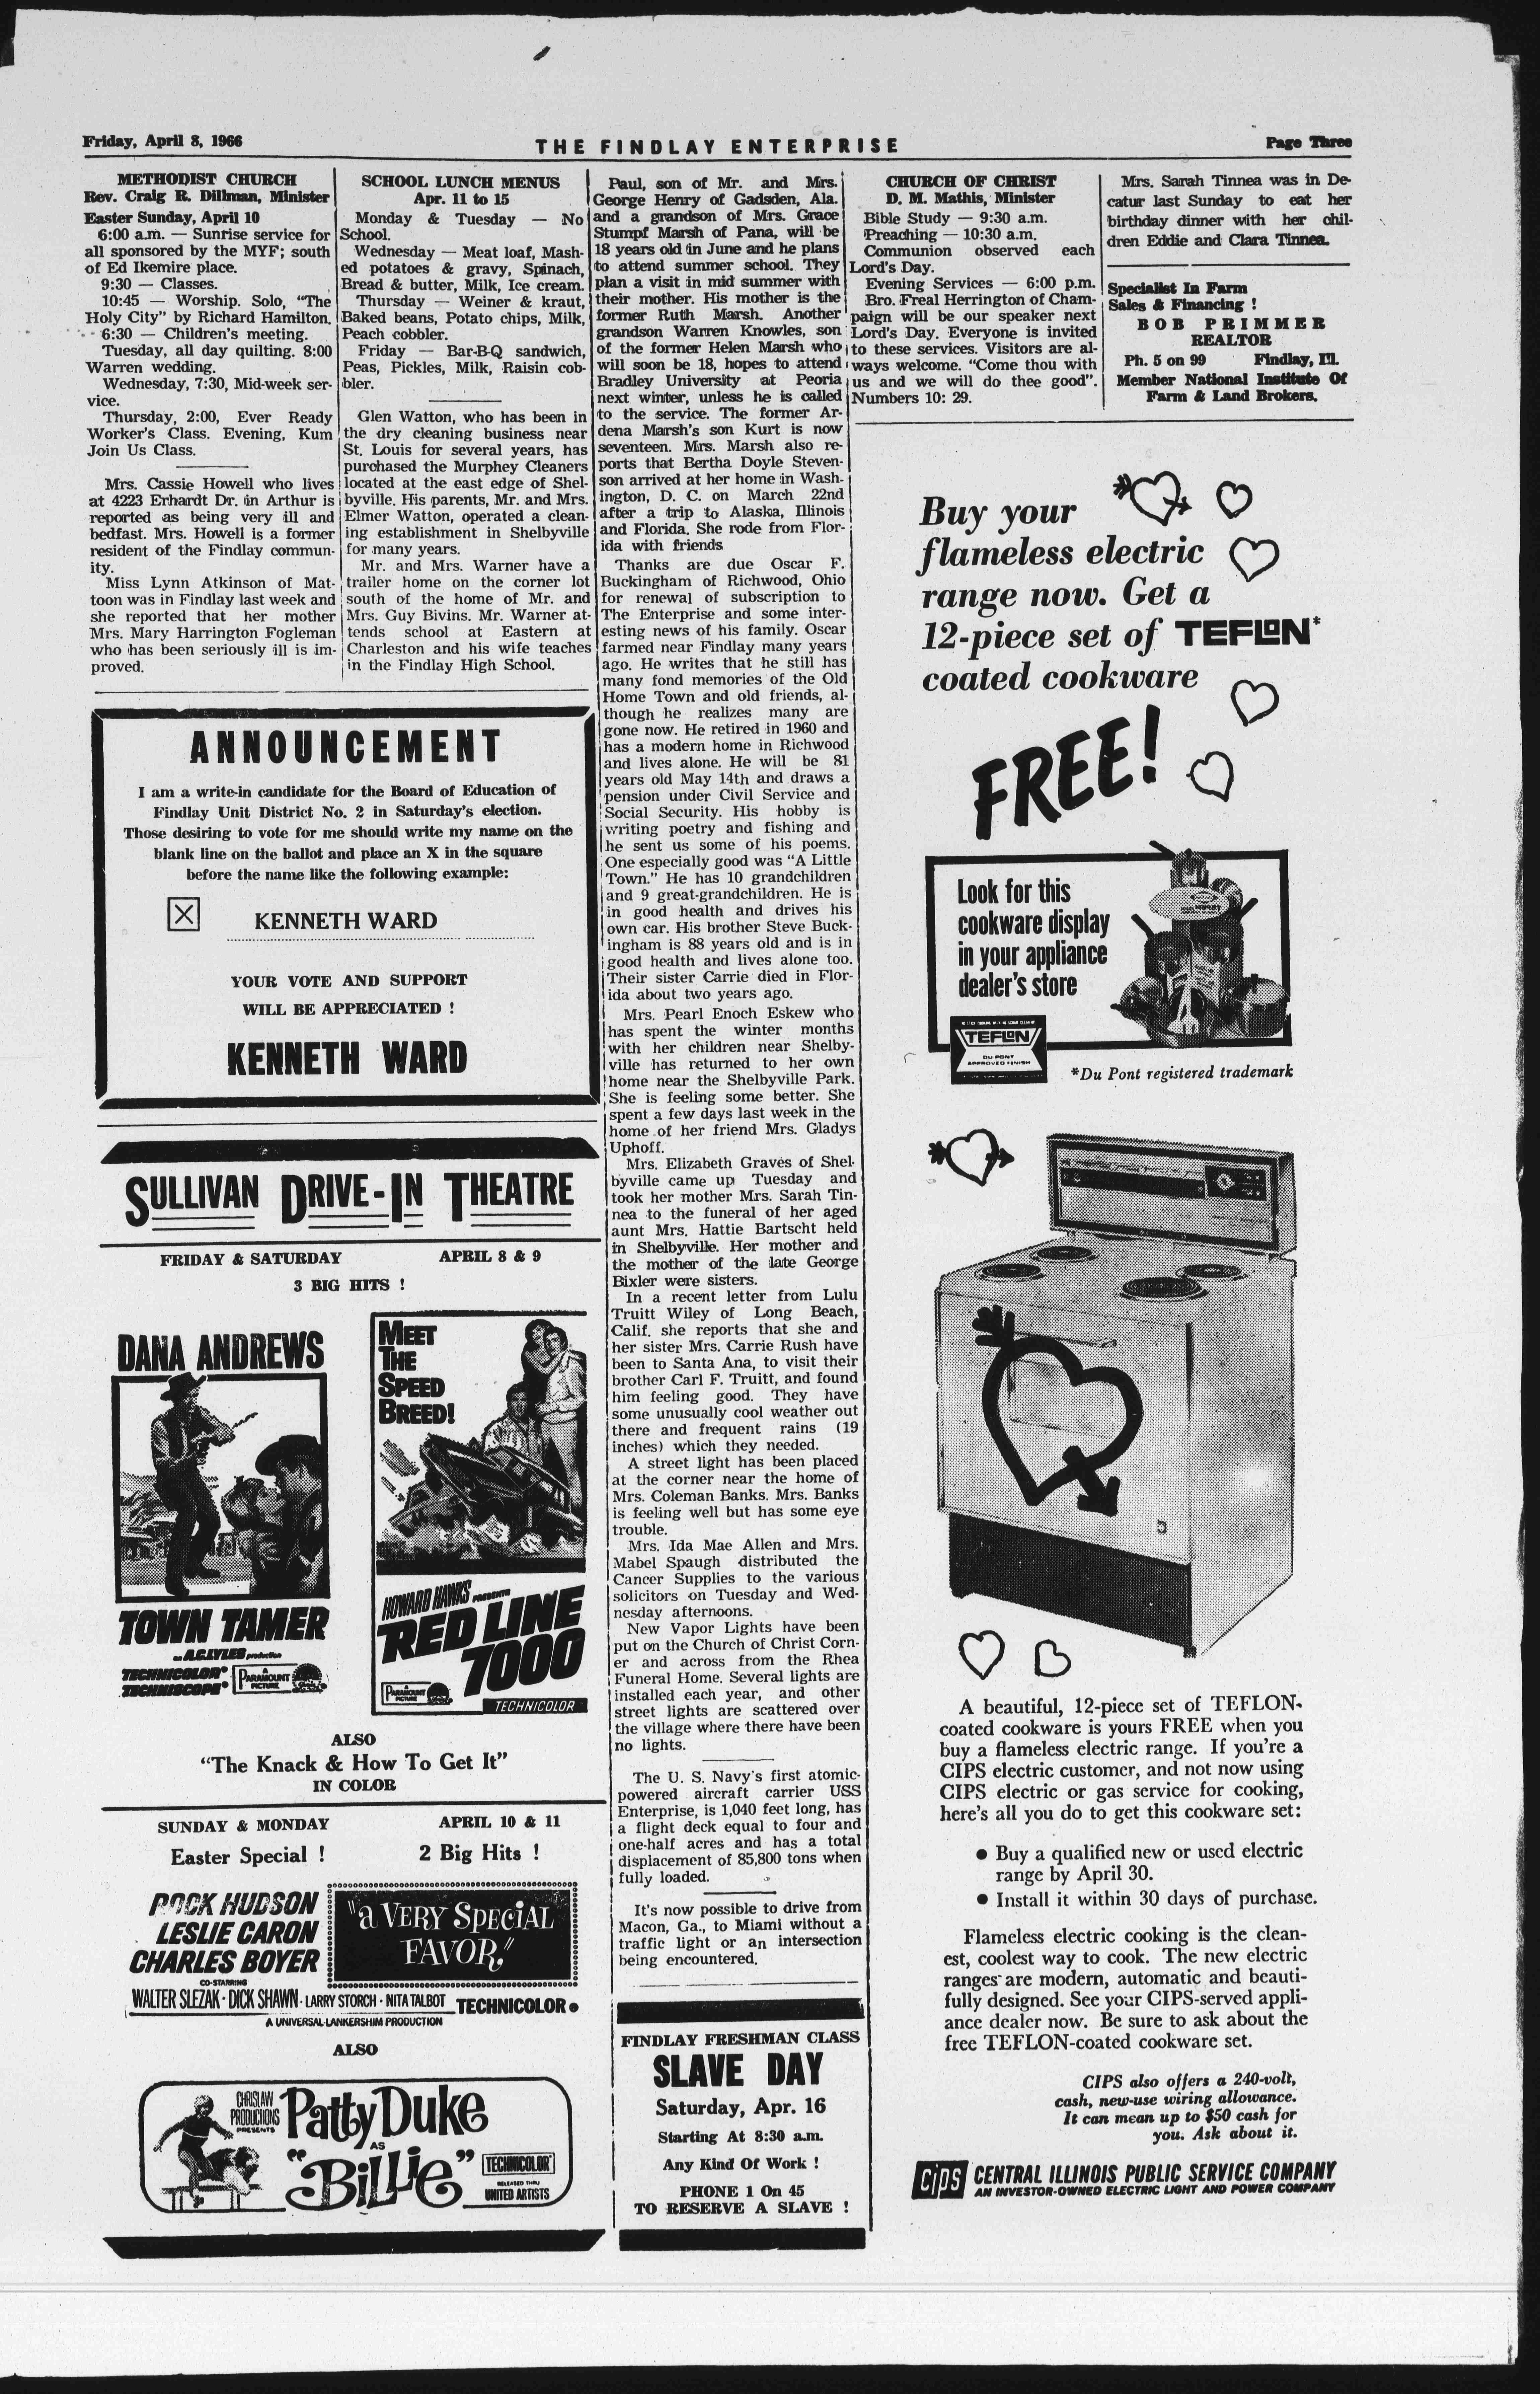 Friday, April 8, 1966
THE FINDLAY ENTERPRISE
Page Three
METHODIST CHURCH
Rev. Craig R. Dillman, Minister
Easter Sunday, April 10
6:00 a.m. — Sunrise service for
all sponsored by the MYF; south
of Ed Ikemire place.
9:30 — Classes.
10:45 — Worship. Solo, "The
Holy City" by Richard Hamilton.
6:30 — Children's meeting.
Tuesday, all day quilting. 8:00
Warren wedding.
Wednesday, 7:30, Mid-week ser-
vice.
Thursday, 2:00, Ever Ready
Worker's Class. Evening, Kum
Join Us Class.
Mrs. Cassie Howell who lives
at 4223 Erhardt Dr. in Arthur is
reported as being very ill and
bedfast. Mrs. Howell is a former
resident of the Findlay commun-
ity.
Miss Lynn Atkinson of Mat-
toon was in Findlay last week and
she reported that her mother
Mrs. Mary Harrington Fogleman
who has been seriously ill is im-
proved.
SCHOOL LUNCH MENUS
Apr. 11 to 15
Monday & Tuesday — No
School.
Wednesday — Meat loaf, Mash-
ed potatoes & gravy, Spinach,
Bread & butter, Milk, Ice cream.
Thursday — Weiner & kraut,
Baked beans, Potato chips, Milk,
Peach cobbler.
Friday — Bar-B-Q sandwich,
Peas, Pickles, Milk, Raisin cob-
bler.
Glen Watton, who has been in
the dry cleaning business near
St. Louis for several years, has
purchased the Murphey Cleaners
located at the east edge of Shel-
byville. His parents, Mr. and Mrs.
Elmer Watton, operated a clean-
ing establishment in Shelbyville
for many years.
Mr. and Mrs. Warner have a
trailer home on the corner lot
south of the home of Mr. and
Mrs. Guy Bivins. Mr. Warner at-
tends school at Eastern at
Charleston and his wife teaches
in the Findlay High School.
ANNOUNCEMENT
I am a write-in candidate for the Board of Education of
Findlay Unit District No. 2 in Saturday's election.
Those desiring to vote for me should write my name on the
blank line on the ballot and place an X in the square
before the name like the following example:
X KENNETH WARD
YOUR VOTE AND SUPPORT
WILL BE APPRECIATED !
KENNETH WARD
SULLIVAN DRIVE-IN THEATRE
FRIDAY & SATURDAY APRIL 8 & 9
3 BIG HITS !
DANA ANDREWS
TOWN TAMER
an A.C. LYLES production
TECHNICOLOR®
TECHNISCOPE®
A PARAMOUNT PICTURE
MEET
THE
SPEED
BREED!
HOWARD HAWKS PRESENTS
RED LINE
7000
A PARAMOUNT PICTURE
TECHNICOLOR
ALSO
"The Knack & How To Get It"
IN COLOR
SUNDAY & MONDAY APRIL 10 & 11
Easter Special ! 2 Big Hits !
ROCK HUDSON
LESLIE CARON
CHARLES BOYER
"a VERY SPECIAL
FAVOR."
CO-STARRING
WALTER SLEZAK · DICK SHAWN · LARRY STORCH · NITA TALBOT TECHNICOLOR®
A UNIVERSAL-LANKERSHIM PRODUCTION
ALSO
CHRISLAW
PRODUCTIONS
PRESENTS
Patty Duke
AS
"Billie"
TECHNICOLOR®
RELEASED THRU
UNITED ARTISTS
Paul, son of Mr. and Mrs.
George Henry of Gadsden, Ala.
and a grandson of Mrs. Grace
Stumpf Marsh of Pana, will be
18 years old in June and he plans
to attend summer school. They
plan a visit in mid summer with
their mother. His mother is the
former Ruth Marsh. Another
grandson Warren Knowles, son
of the former Helen Marsh who
will soon be 18, hopes to attend
Bradley University at Peoria
next winter, unless he is called
to the service. The former Ar-
dena Marsh's son Kurt is now
seventeen. Mrs. Marsh also re-
ports that Bertha Doyle Steven-
son arrived at her home in Wash-
ington, D. C. on March 22nd
after a trip to Alaska, Illinois
and Florida. She rode from Flor-
ida with friends
Thanks are due Oscar F.
Buckingham of Richwood, Ohio
for renewal of subscription to
The Enterprise and some inter-
esting news of his family. Oscar
farmed near Findlay many years
ago. He writes that he still has
many fond memories of the Old
Home Town and old friends, al-
though he realizes many are
gone now. He retired in 1960 and
has a modern home in Richwood
and lives alone. He will be 81
years old May 14th and draws a
pension under Civil Service and
Social Security. His hobby is
writing poetry and fishing and
he sent us some of his poems.
One especially good was "A Little
Town." He has 10 grandchildren
and 9 great-grandchildren. He is
in good health and drives his
own car. His brother Steve Buck-
ingham is 88 years old and is in
good health and lives alone too.
Their sister Carrie died in Flor-
ida about two years ago.
Mrs. Pearl Enoch Eskew who
has spent the winter months
with her children near Shelby-
ville has returned to her own
home near the Shelbyville Park.
She is feeling some better. She
spent a few days last week in the
home of her friend Mrs. Gladys
Uphoff.
Mrs. Elizabeth Graves of Shel-
byville came up Tuesday and
took her mother Mrs. Sarah Tin-
nea to the funeral of her aged
aunt Mrs. Hattie Bartscht held
in Shelbyville. Her mother and
the mother of the late George
Bixler were sisters.
In a recent letter from Lulu
Truitt Wiley of Long Beach,
Calif. she reports that she and
her sister Mrs. Carrie Rush have
been to Santa Ana, to visit their
brother Carl F. Truitt, and found
him feeling good. They have
some unusually cool weather out
there and frequent rains (19
inches) which they needed.
A street light has been placed
at the corner near the home of
Mrs. Coleman Banks. Mrs. Banks
is feeling well but has some eye
trouble.
Mrs. Ida Mae Allen and Mrs.
Mabel Spaugh distributed the
Cancer Supplies to the various
solicitors on Tuesday and Wed-
nesday afternoons.
New Vapor Lights have been
put on the Church of Christ Corn-
er and across from the Rhea
Funeral Home. Several lights are
installed each year, and other
street lights are scattered over
the village where there have been
no lights.
The U. S. Navy's first atomic-
powered aircraft carrier USS
Enterprise, is 1,040 feet long, has
a flight deck equal to four and
one-half acres and has a total
displacement of 85,800 tons when
fully loaded.
It's now possible to drive from
Macon, Ga., to Miami without a
traffic light or an intersection
being encountered.
FINDLAY FRESHMAN CLASS
SLAVE DAY
Saturday, Apr. 16
Starting At 8:30 a.m.
Any Kind Of Work !
PHONE 1 On 45
TO RESERVE A SLAVE !
CHURCH OF CHRIST
D. M. Mathis, Minister
Bible Study — 9:30 a.m.
Preaching — 10:30 a.m.
Communion observed each
Lord's Day.
Evening Services — 6:00 p.m.
Bro. Freal Herrington of Cham-
paign will be our speaker next
Lord's Day. Everyone is invited
to these services. Visitors are al-
ways welcome. "Come thou with
us and we will do thee good".
Numbers 10: 29.
Mrs. Sarah Tinnea was in De-
catur last Sunday to eat her
birthday dinner with her chil-
dren Eddie and Clara Tinnea.
Specialist In Farm
Sales & Financing !
BOB PRIMMER
REALTOR
Ph. 5 on 99 Findlay, Ill.
Member National Institute Of
Farm & Land Brokers.
Buy your
flameless electric
range now. Get a
12-piece set of TEFLON*
coated cookware
FREE!
Look for this
cookware display
in your appliance
dealer's store
TEFLON
DU PONT
APPROVED FINISH
*Du Pont registered trademark
A beautiful, 12-piece set of TEFLON-
coated cookware is yours FREE when you
buy a flameless electric range. If you're a
CIPS electric customer, and not now using
CIPS electric or gas service for cooking,
here's all you do to get this cookware set:
● Buy a qualified new or used electric
range by April 30.
● Install it within 30 days of purchase.
Flameless electric cooking is the clean-
est, coolest way to cook. The new electric
ranges are modern, automatic and beauti-
fully designed. See your CIPS-served appli-
ance dealer now. Be sure to ask about the
free TEFLON-coated cookware set.
CIPS also offers a 240-volt,
cash, new-use wiring allowance.
It can mean up to $50 cash for
you. Ask about it.
CIPS CENTRAL ILLINOIS PUBLIC SERVICE COMPANY
AN INVESTOR-OWNED ELECTRIC LIGHT AND POWER COMPANY